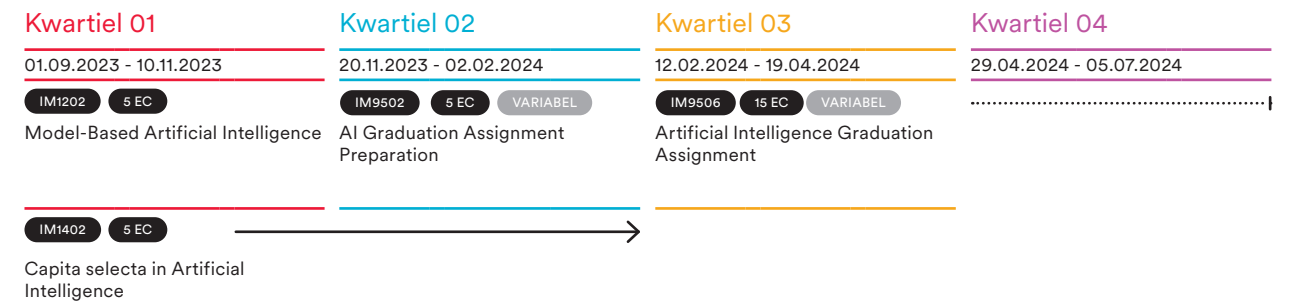 Kwartiel 01
Kwartiel 02
Kwartiel 03
Kwartiel 04
01.09.2023 - 10.11.2023
20.11.2023 - 02.02.2024
12.02.2024 - 19.04.2024
29.04.2024 - 05.07.2024
IM1202 5 EC
Model-Based Artificial Intelligence
IM9502 5 EC VARIABEL
AI Graduation Assignment
Preparation
IM9506 15 EC VARIABEL
Artificial Intelligence Graduation
Assignment
IM1402 5 EC
Capita selecta in Artificial
Intelligence